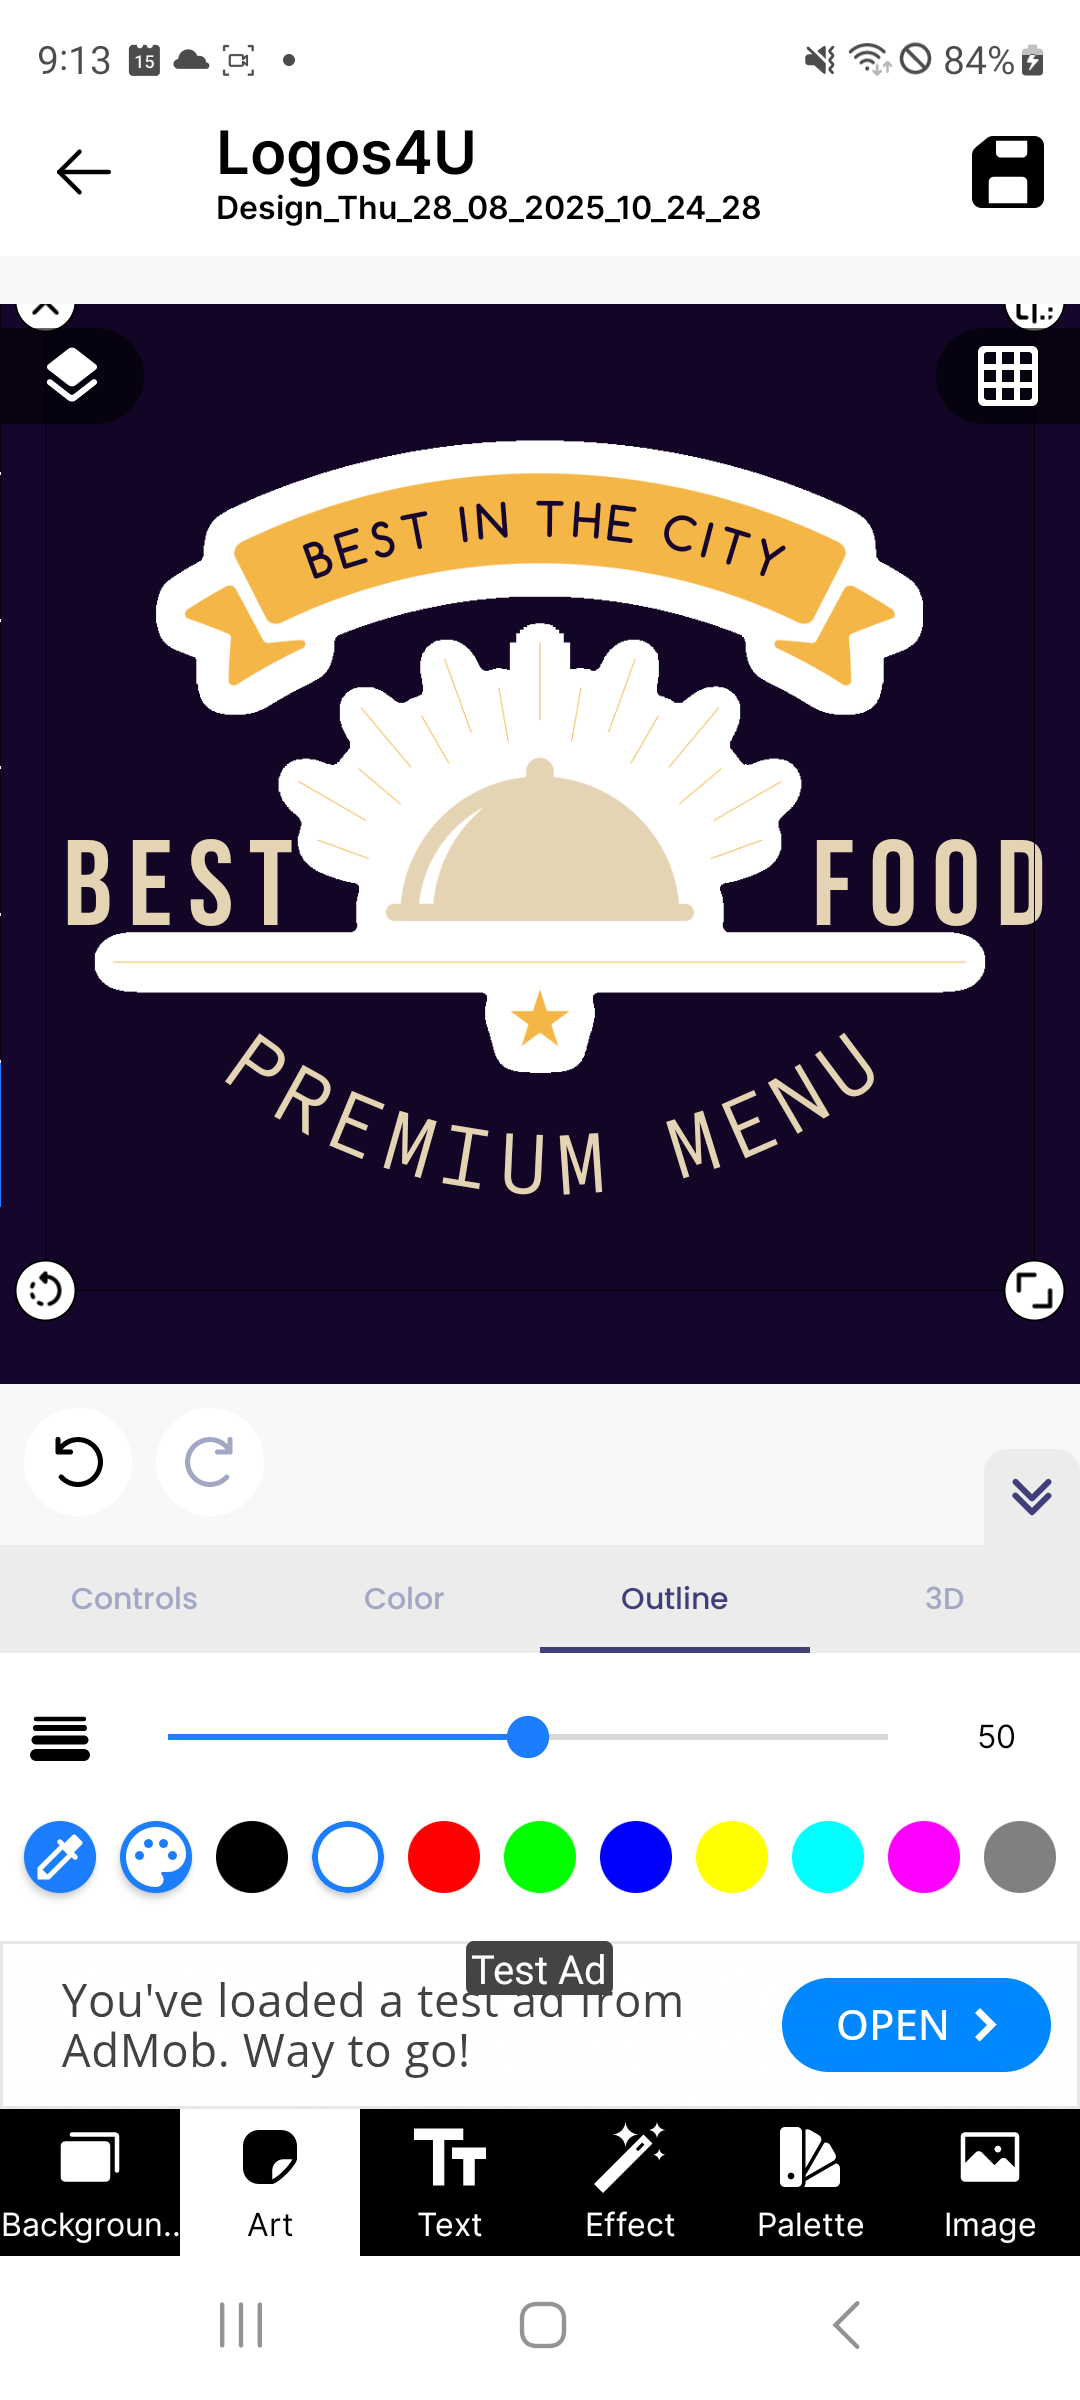 9:13
15
84%
Logos4U
Design_Thu_28_08_2025_10_24_28
BEST IN THE CITY
BEST FOOD
PREMIUM MENU
Controls Color Outline 3D
50
Test Ad
You've loaded a test ad from
AdMob. Way to go!
OPEN
Backgroun.. Art Text Effect Palette Image